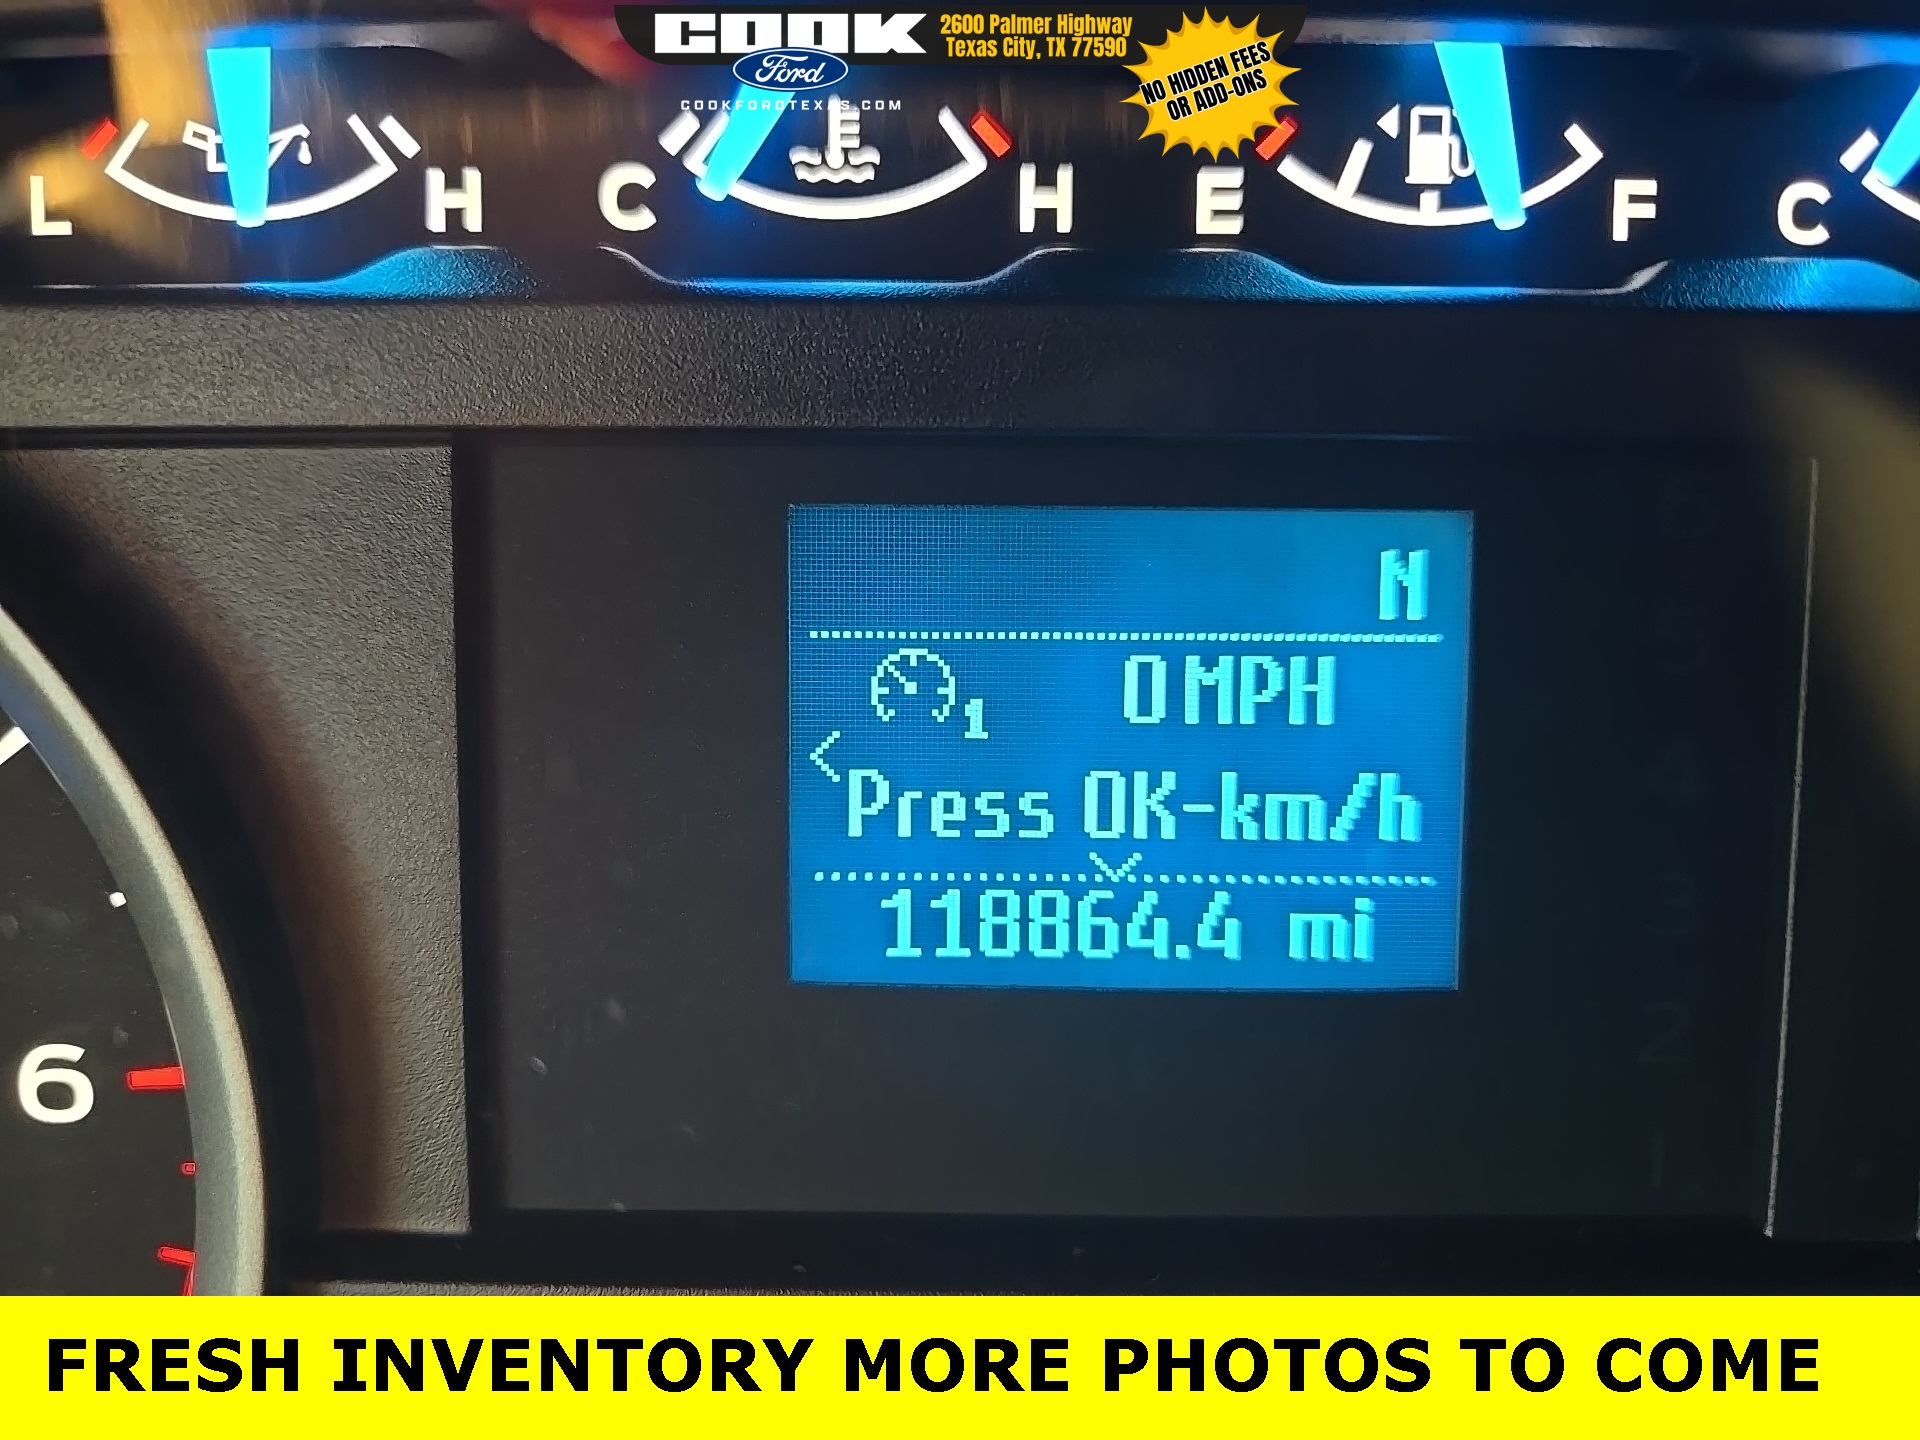 COOK
Ford
COOKFORDTEXAS.COM
2600 Palmer Highway
Texas City, TX 77590
NO HIDDEN FEES
OR ADD-ONS
L H C H E F C
N
1 0 MPH
Press OK-km/h
118864.4 mi
6
FRESH INVENTORY MORE PHOTOS TO COME